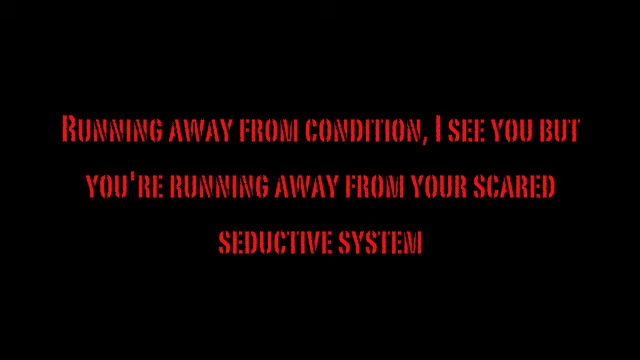 Running away from condition, I see you but
you're running away from your scared
seductive system